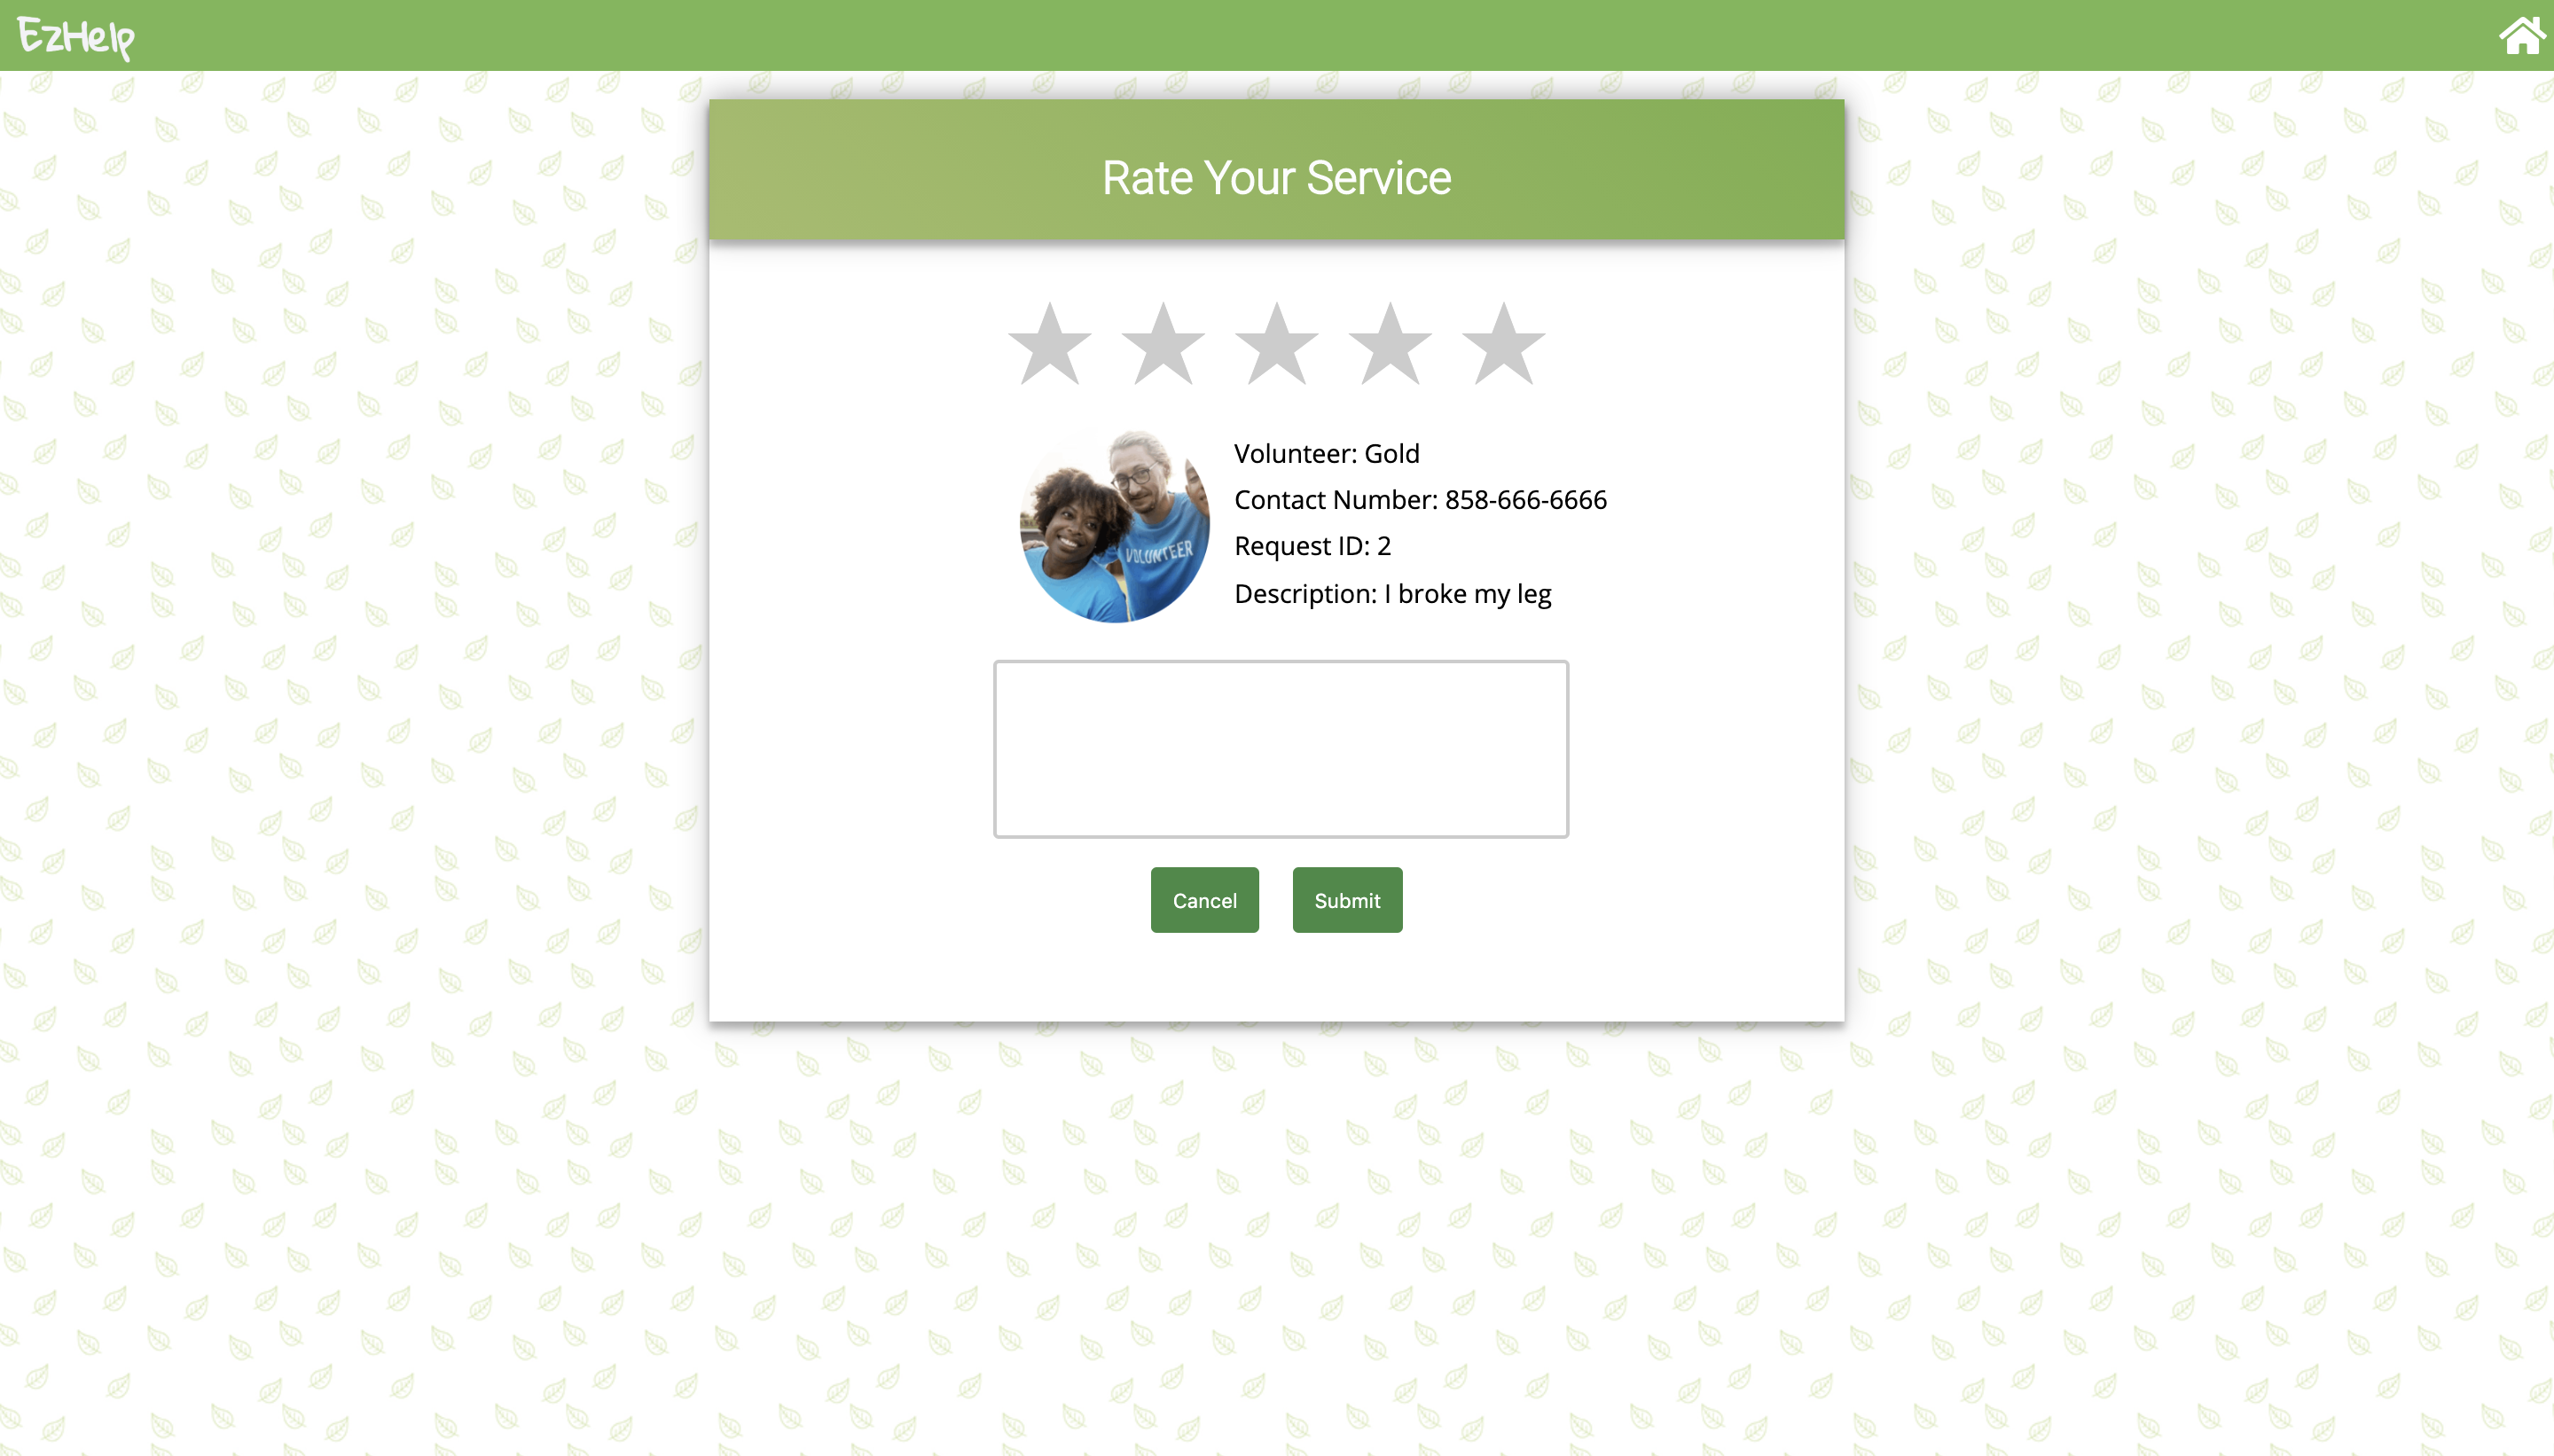 EzHelp
Rate Your Service
Volunteer: Gold
Contact Number: 858-666-6666
Request ID: 2
Description: I broke my leg
VOLUNTEER
Cancel
Submit